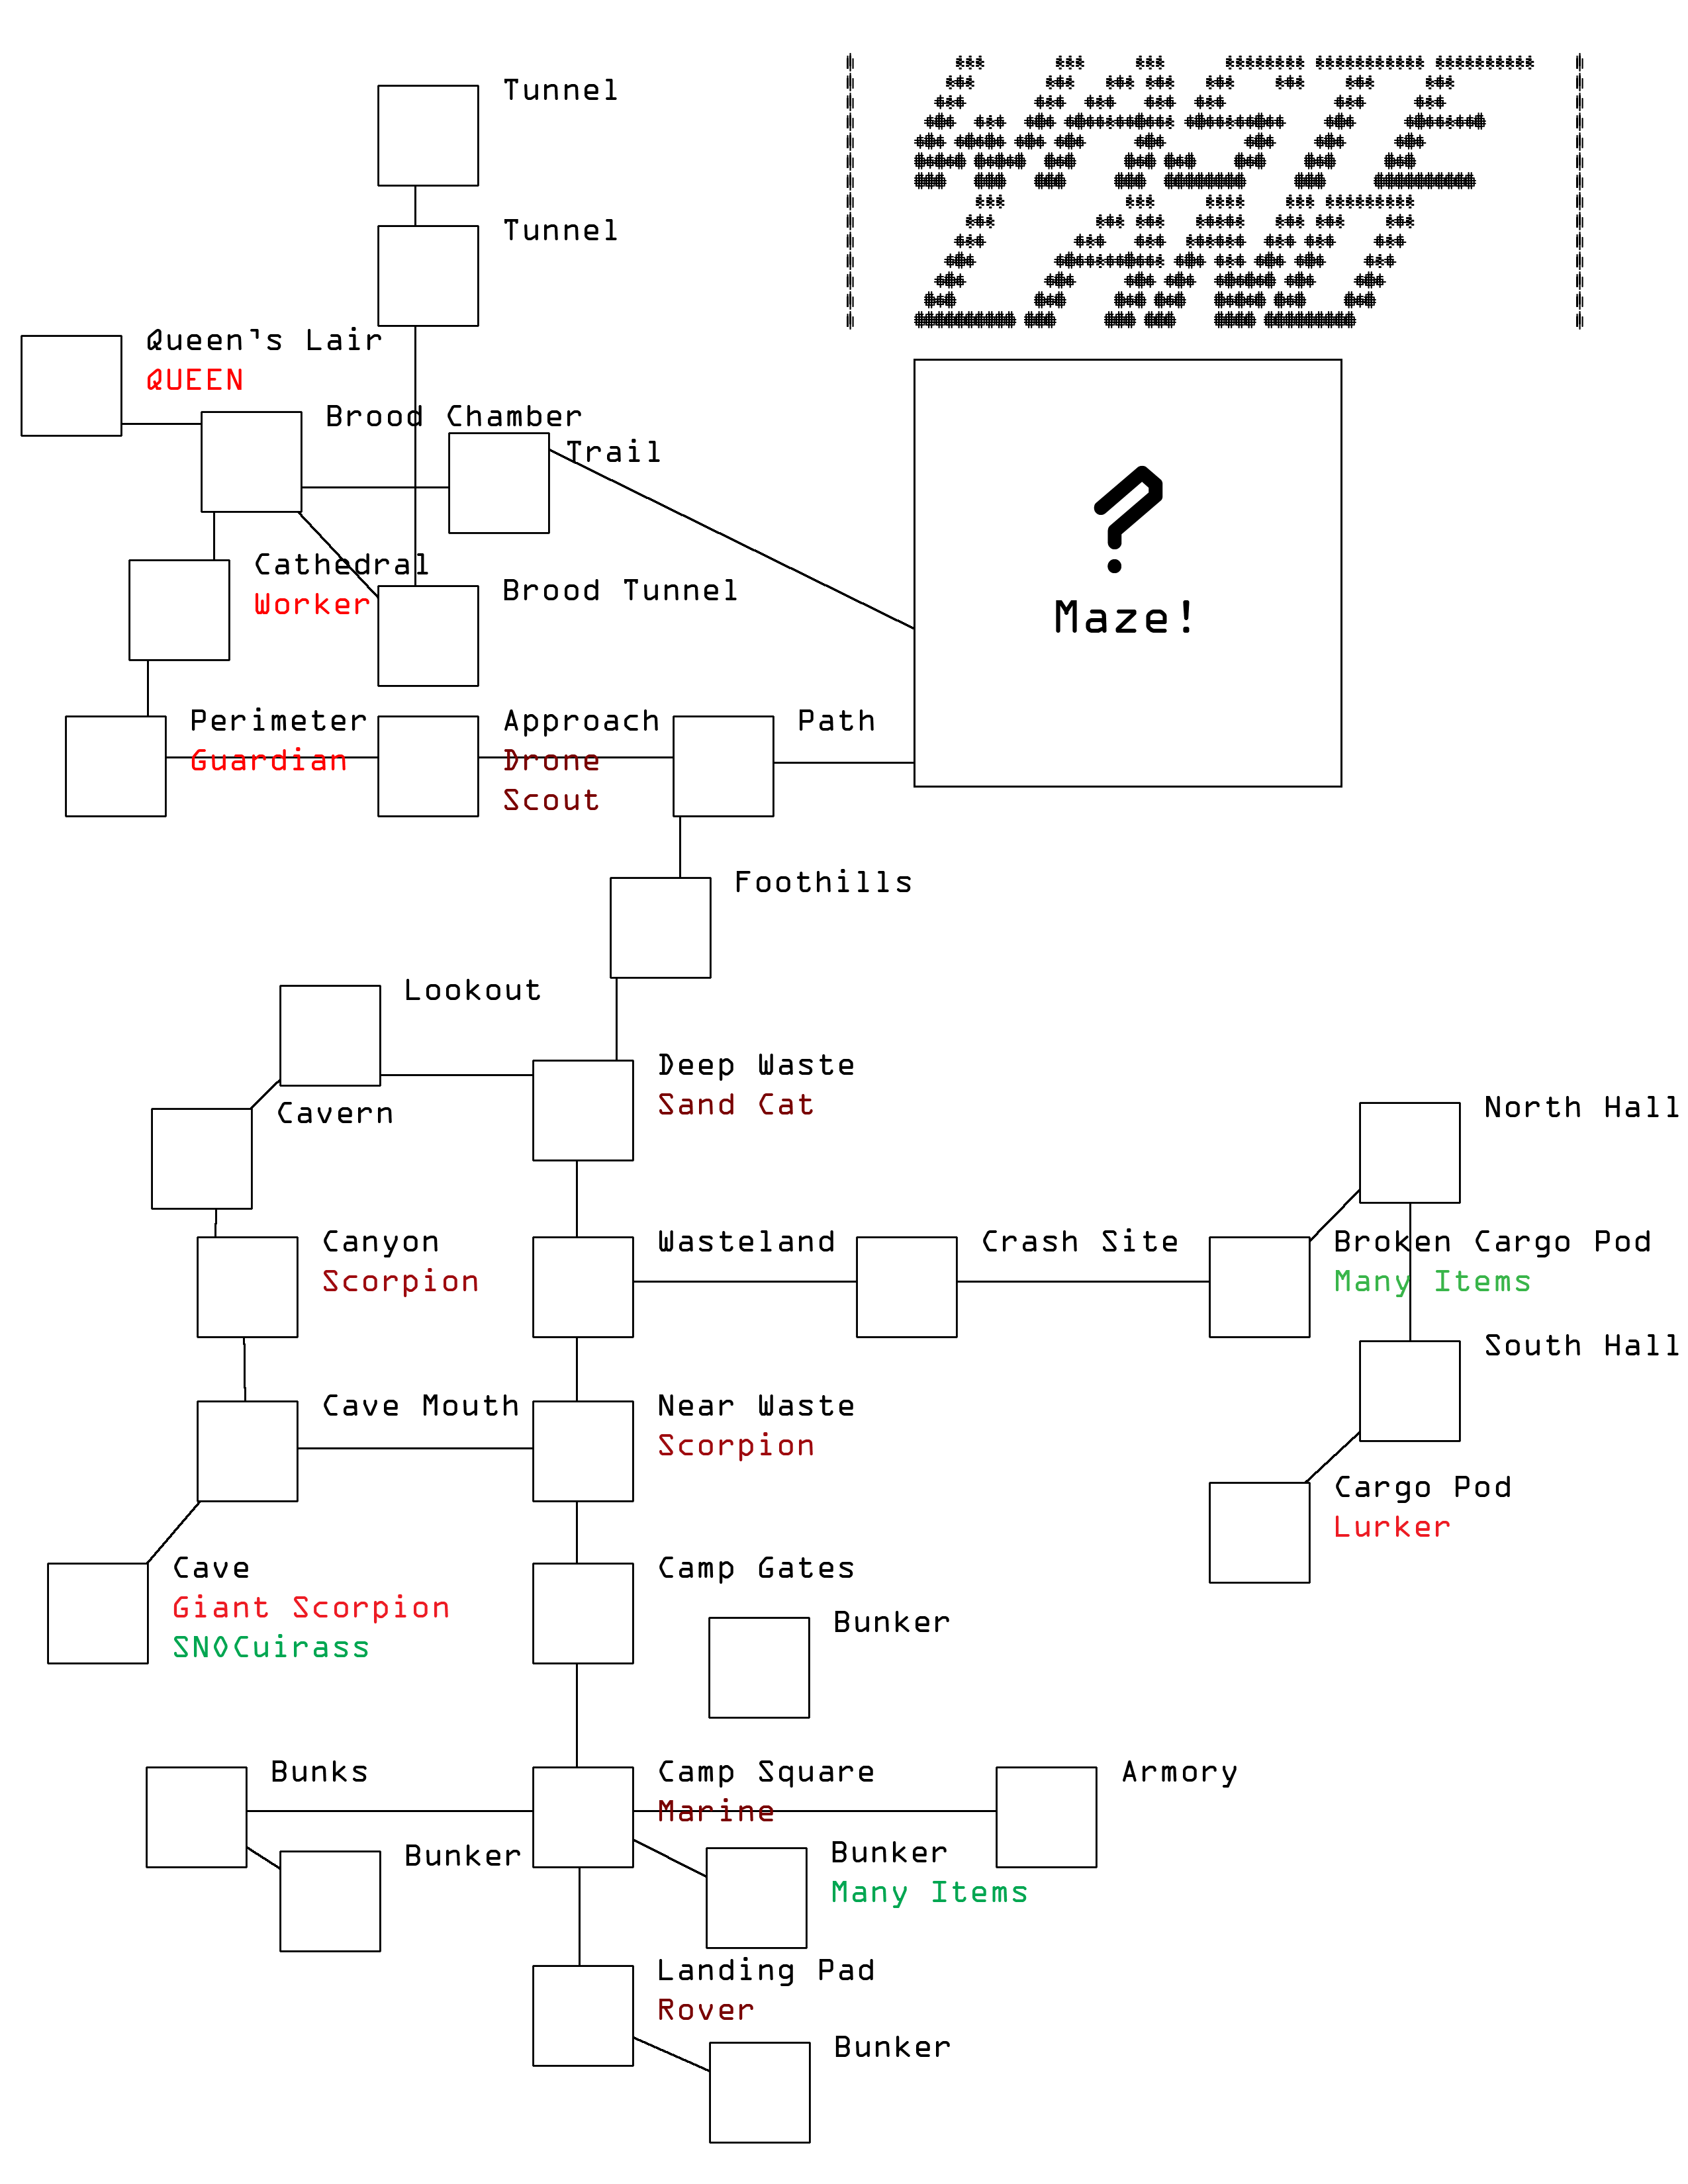 WASTE
LAND
Tunnel
Tunnel
Queen's Lair
QUEEN
Brood Chamber
Trail
?
Maze!
Cathedral
Worker
Brood Tunnel
Perimeter
Guardian
Approach
Drone
Scout
Path
Foothills
Lookout
Cavern
Deep Waste
Sand Cat
North Hall
Canyon
Scorpion
Wasteland
Crash Site
Broken Cargo Pod
Many Items
South Hall
Cave Mouth
Near Waste
Scorpion
Cargo Pod
Lurker
Cave
Giant Scorpion
SNOCuirass
Camp Gates
Bunker
Bunks
Camp Square
Marine
Armory
Bunker
Bunker
Many Items
Landing Pad
Rover
Bunker